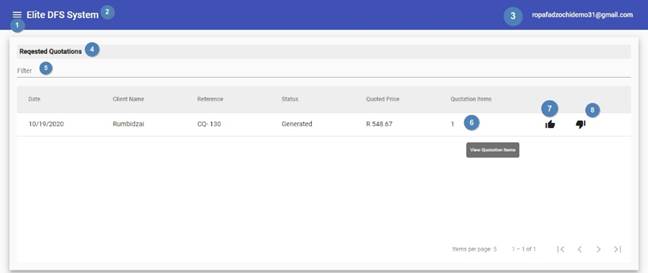 Elite DFS System 2
3 ropafadzochidemo31@gmail.com
1
Reqested Quotations 4
Filter 5
Date Client Name Reference Status Quoted Price Quotation Items
7 8
10/19/2020 Rumbidzai CQ- 130 Generated R 548.67 1 6
View Quotation Items
Items per page: 5 1 – 1 of 1